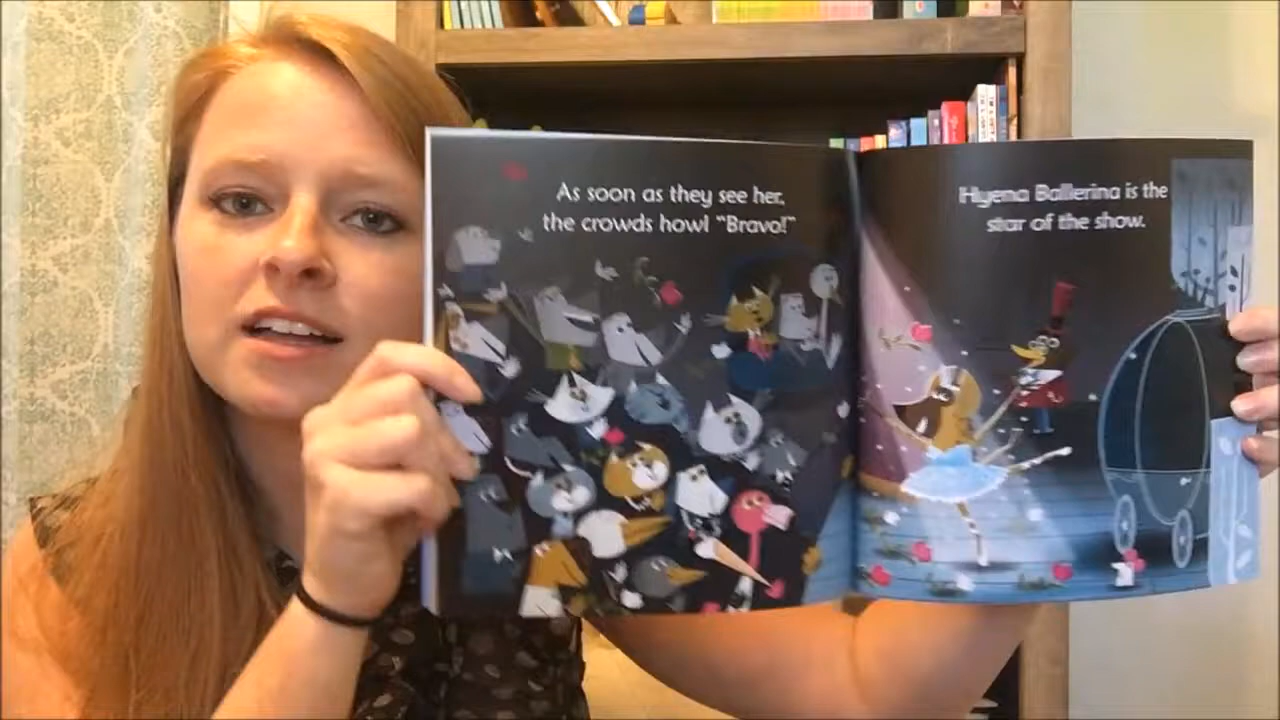 As soon as they see her,
the crowds howl "Bravo!"
Hyena Ballerina is the
star of the show.